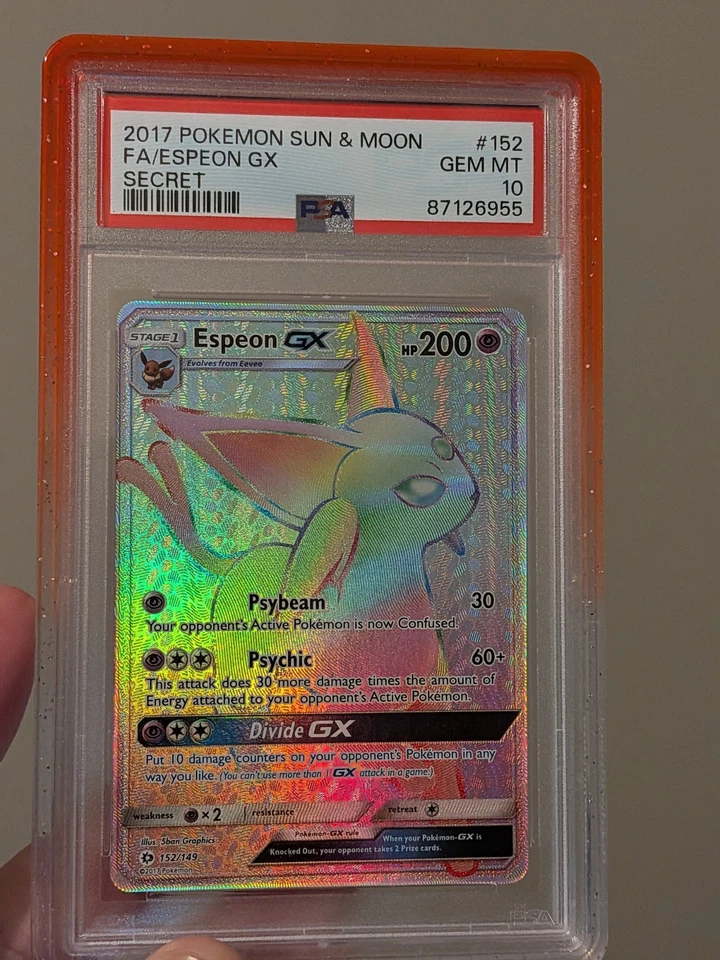 2017 POKEMON SUN & MOON #152
FA/ESPEON GX GEM MT
SECRET 10
PSA 87126955
STAGE 1 Espeon GX HP 200
Evolves from Eevee
Psybeam 30
Your opponent's Active Pokémon is now Confused.
Psychic 60+
This attack does 30 more damage times the amount of
Energy attached to your opponent's Active Pokémon.
Divide GX
Put 10 damage counters on your opponent's Pokémon in any
way you like. (You can't use more than 1 GX attack in a game.)
weakness ×2 resistance retreat
Illus. 5ban Graphics
Pokémon-GX rule
When your Pokémon-GX is
Knocked Out, your opponent takes 2 Prize cards.
152/149
©2017 Pokémon
PSA